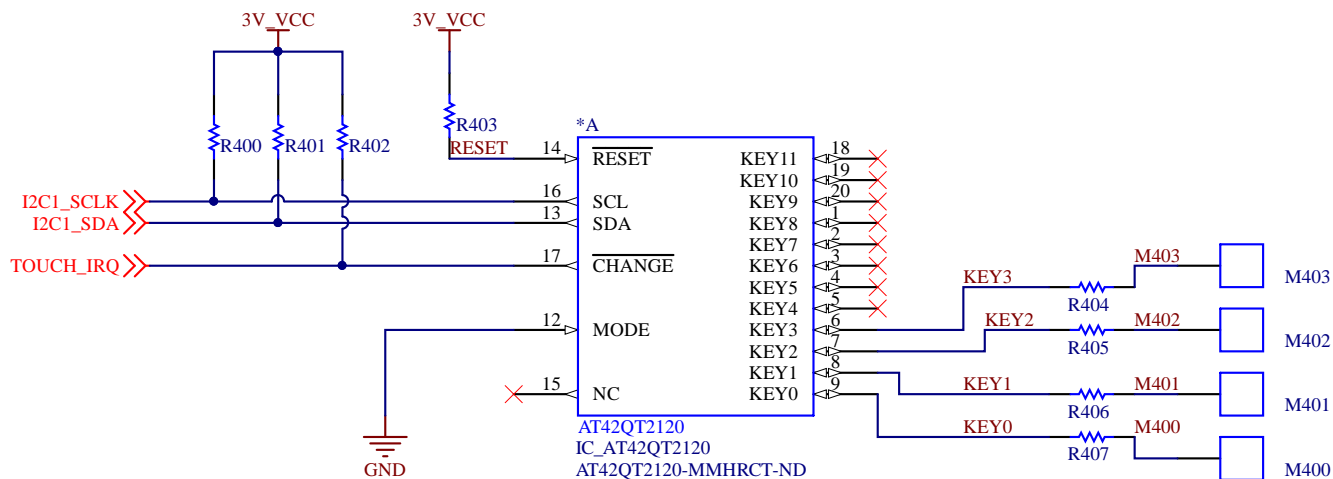 3V_VCC
3V_VCC
R400
R401
R402
R403
*A
RESET
14
RESET
I2C1_SCLK
16
SCL
I2C1_SDA
13
SDA
TOUCH_IRQ
17
CHANGE
12
MODE
15
NC
GND
KEY11
18
KEY10
19
KEY9
20
KEY8
1
KEY7
2
KEY6
3
KEY5
4
KEY4
5
KEY3
6
KEY2
7
KEY1
8
KEY0
9
KEY3
R404
M403
M403
KEY2
R405
M402
M402
KEY1
R406
M401
M401
KEY0
R407
M400
M400
AT42QT2120
IC_AT42QT2120
AT42QT2120-MMHRCT-ND